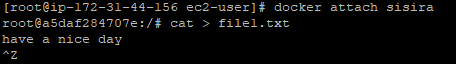 [root@ip-172-31-44-156 ec2-user]# docker attach sisira
root@a5daf284707e:/# cat > file1.txt
have a nice day
^Z